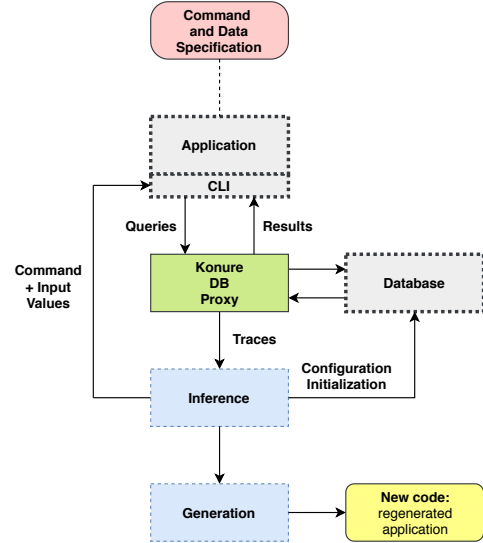 Command
and Data
Specification
Application
CLI
Queries
Results
Command
+ Input
Values
Konure
DB
Proxy
Database
Traces
Configuration
Initialization
Inference
Generation
New code:
regenerated
application